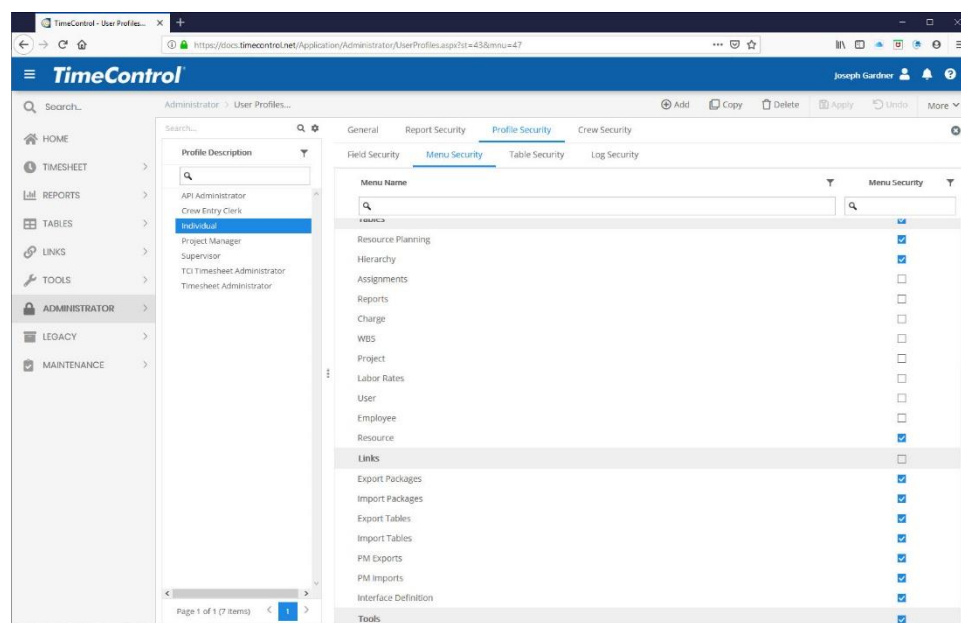 TimeControl - User Profiles...
https://docs.timecontrol.net/Application/Administrator/UserProfiles.aspx?st=43&mnu=47
TimeControl
Joseph Gardner
Search...
Administrator > User Profiles...
Add Copy Delete Apply Undo More
HOME
TIMESHEET
REPORTS
TABLES
LINKS
TOOLS
ADMINISTRATOR
LEGACY
MAINTENANCE
Search...
Profile Description
API Administrator
Crew Entry Clerk
Individual
Project Manager
Supervisor
TCI Timesheet Administrator
Timesheet Administrator
Page 1 of 1 (7 items) < 1 >
General Report Security Profile Security Crew Security
Field Security Menu Security Table Security Log Security
Menu Name Menu Security
Tables
Resource Planning
Hierarchy
Assignments
Reports
Charge
WBS
Project
Labor Rates
User
Employee
Resource
Links
Export Packages
Import Packages
Export Tables
Import Tables
PM Exports
PM Imports
Interface Definition
Tools